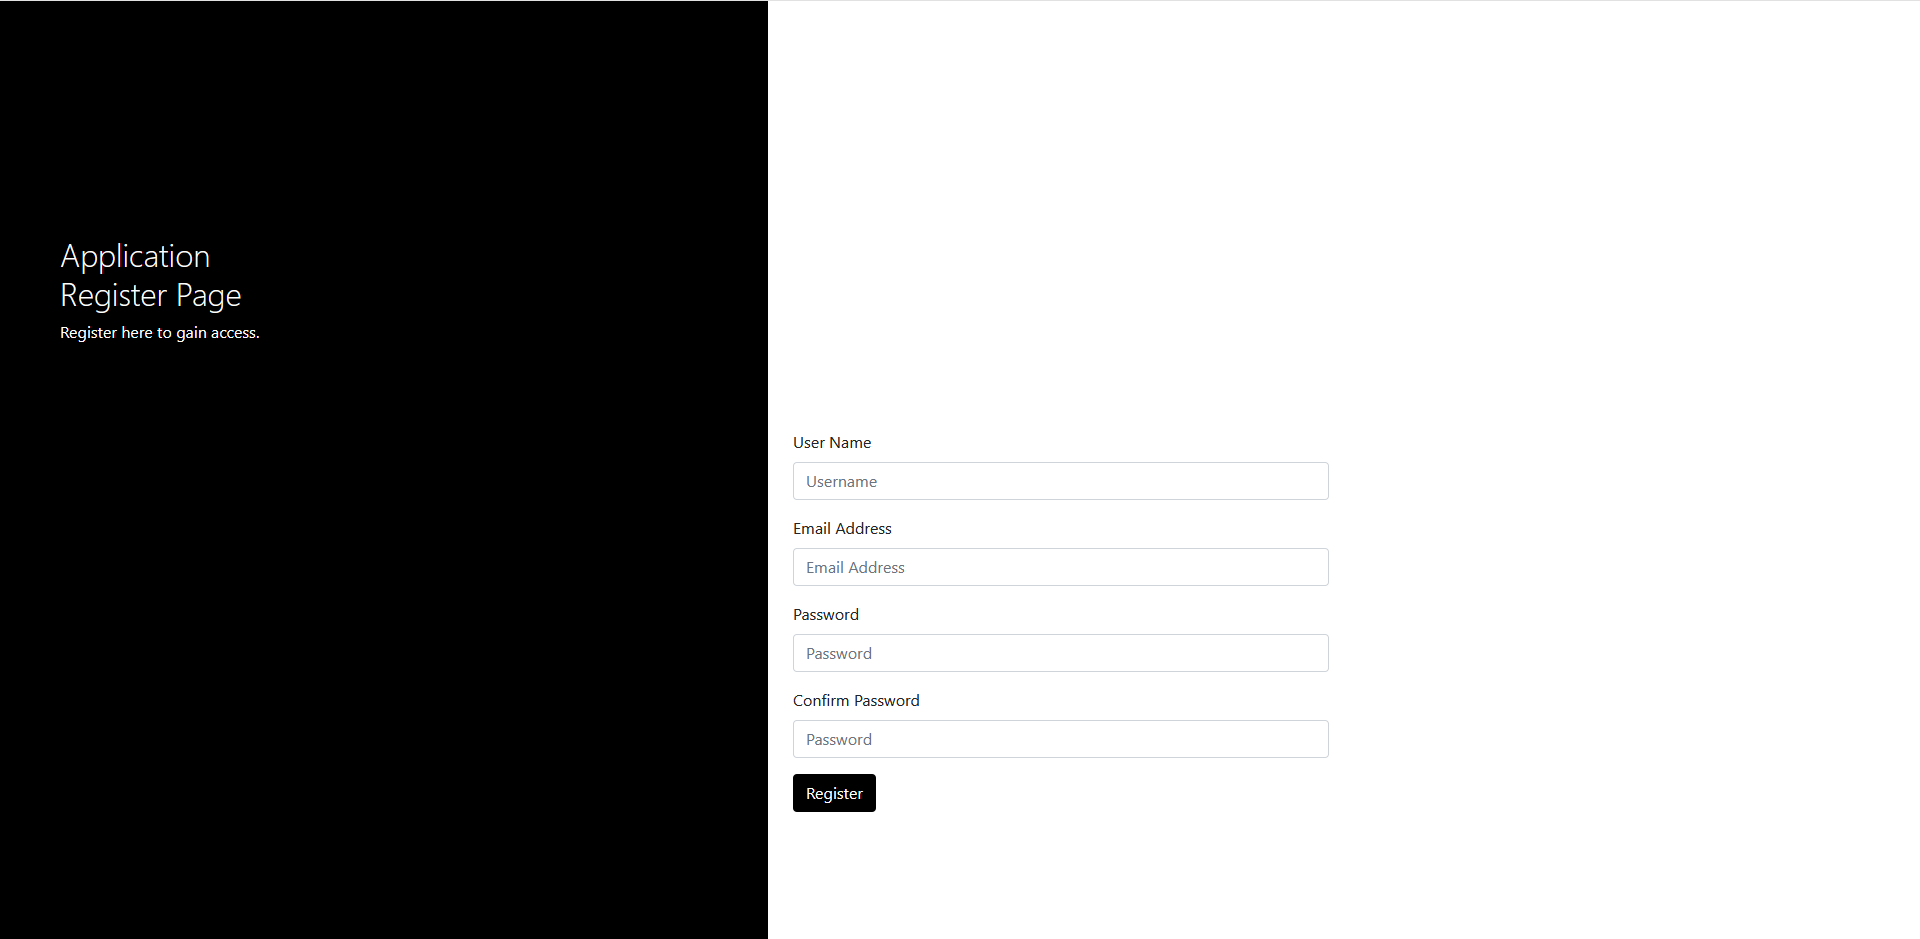 Application
Register Page
Register here to gain access.
User Name
Username
Email Address
Email Address
Password
Password
Confirm Password
Password
Register